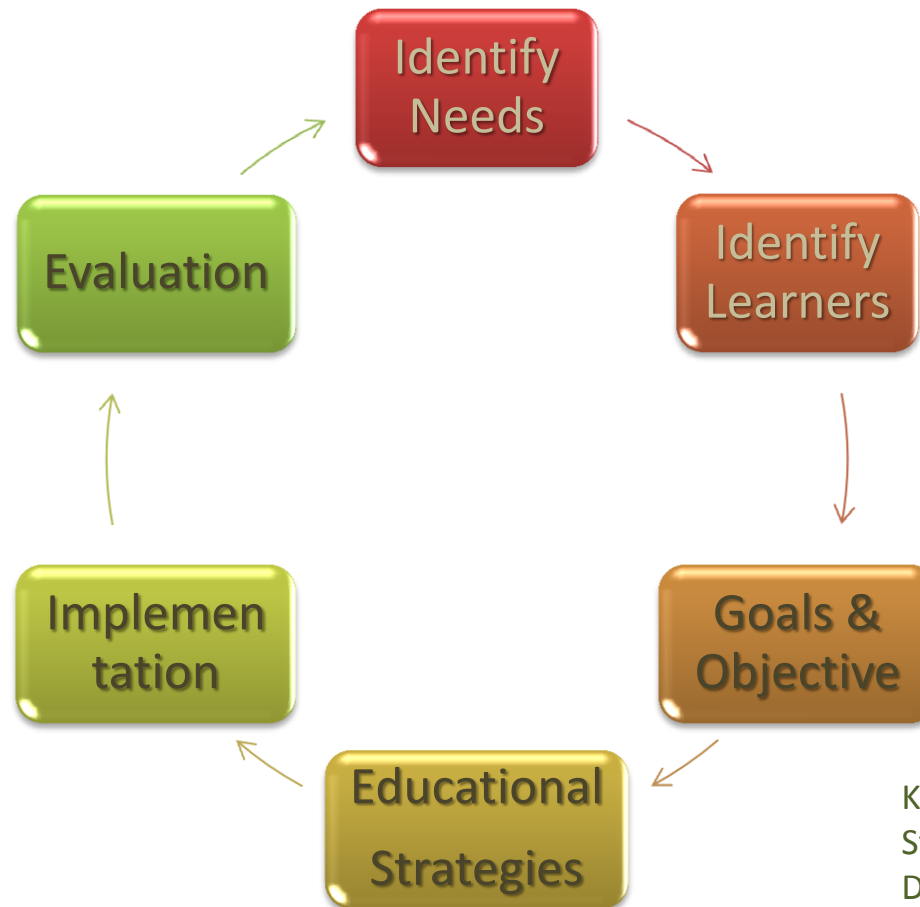 Identify
Needs
Identify
Learners
Goals &
Objective
Educational
Strategies
Implemen
tation
Evaluation